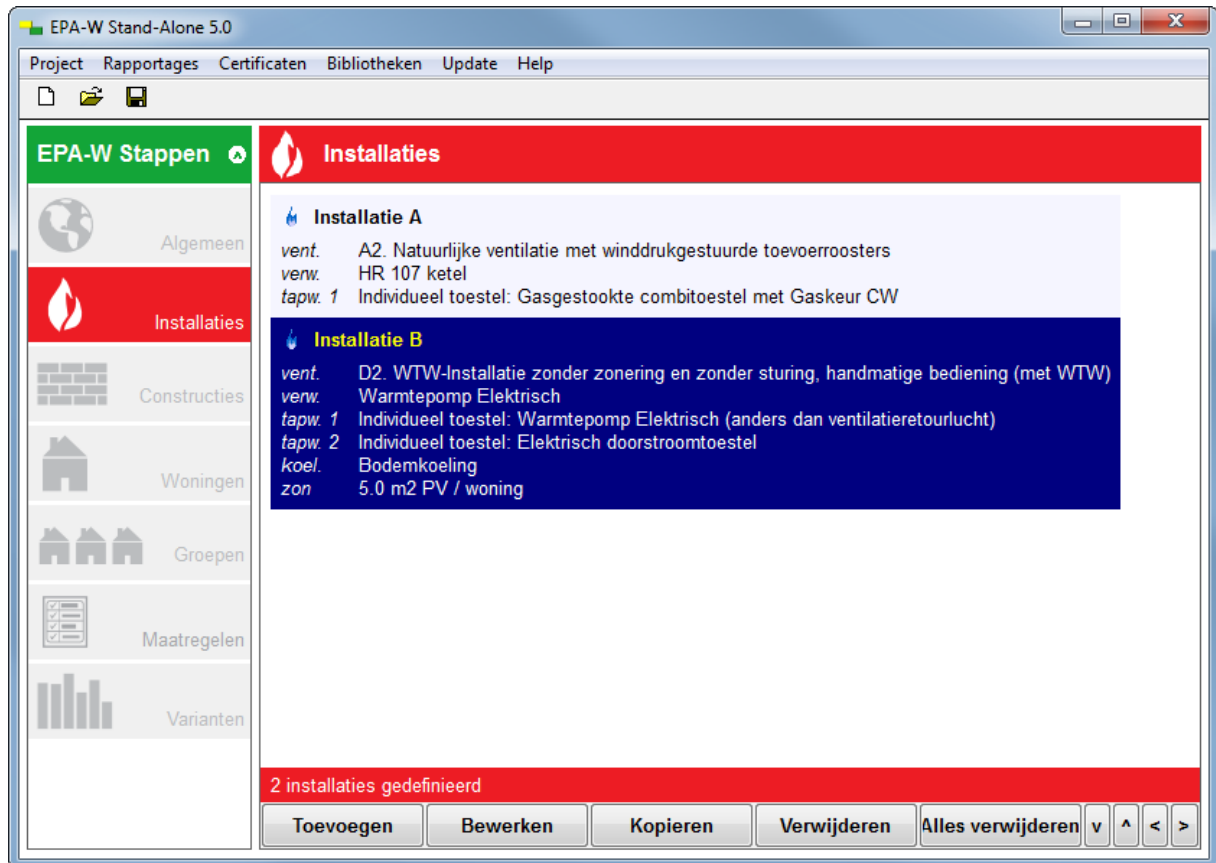 EPA-W Stand-Alone 5.0
Project Rapportages Certificaten Bibliotheken Update Help
EPA-W Stappen
Algemeen
Installaties
Constructies
Woningen
Groepen
Maatregelen
Varianten
Installaties
Installatie A
vent. A2. Natuurlijke ventilatie met winddrukgestuurde toevoerroosters
verw. HR 107 ketel
tapw. 1 Individueel toestel: Gasgestookte combitoestel met Gaskeur CW
Installatie B
vent. D2. WTW-Installatie zonder zonering en zonder sturing, handmatige bediening (met WTW)
verw. Warmtepomp Elektrisch
tapw. 1 Individueel toestel: Warmtepomp Elektrisch (anders dan ventilatieretourlucht)
tapw. 2 Individueel toestel: Elektrisch doorstroomtoestel
koel. Bodemkoeling
zon 5.0 m2 PV / woning
2 installaties gedefinieerd
Toevoegen Bewerken Kopieren Verwijderen Alles verwijderen v ^ < >